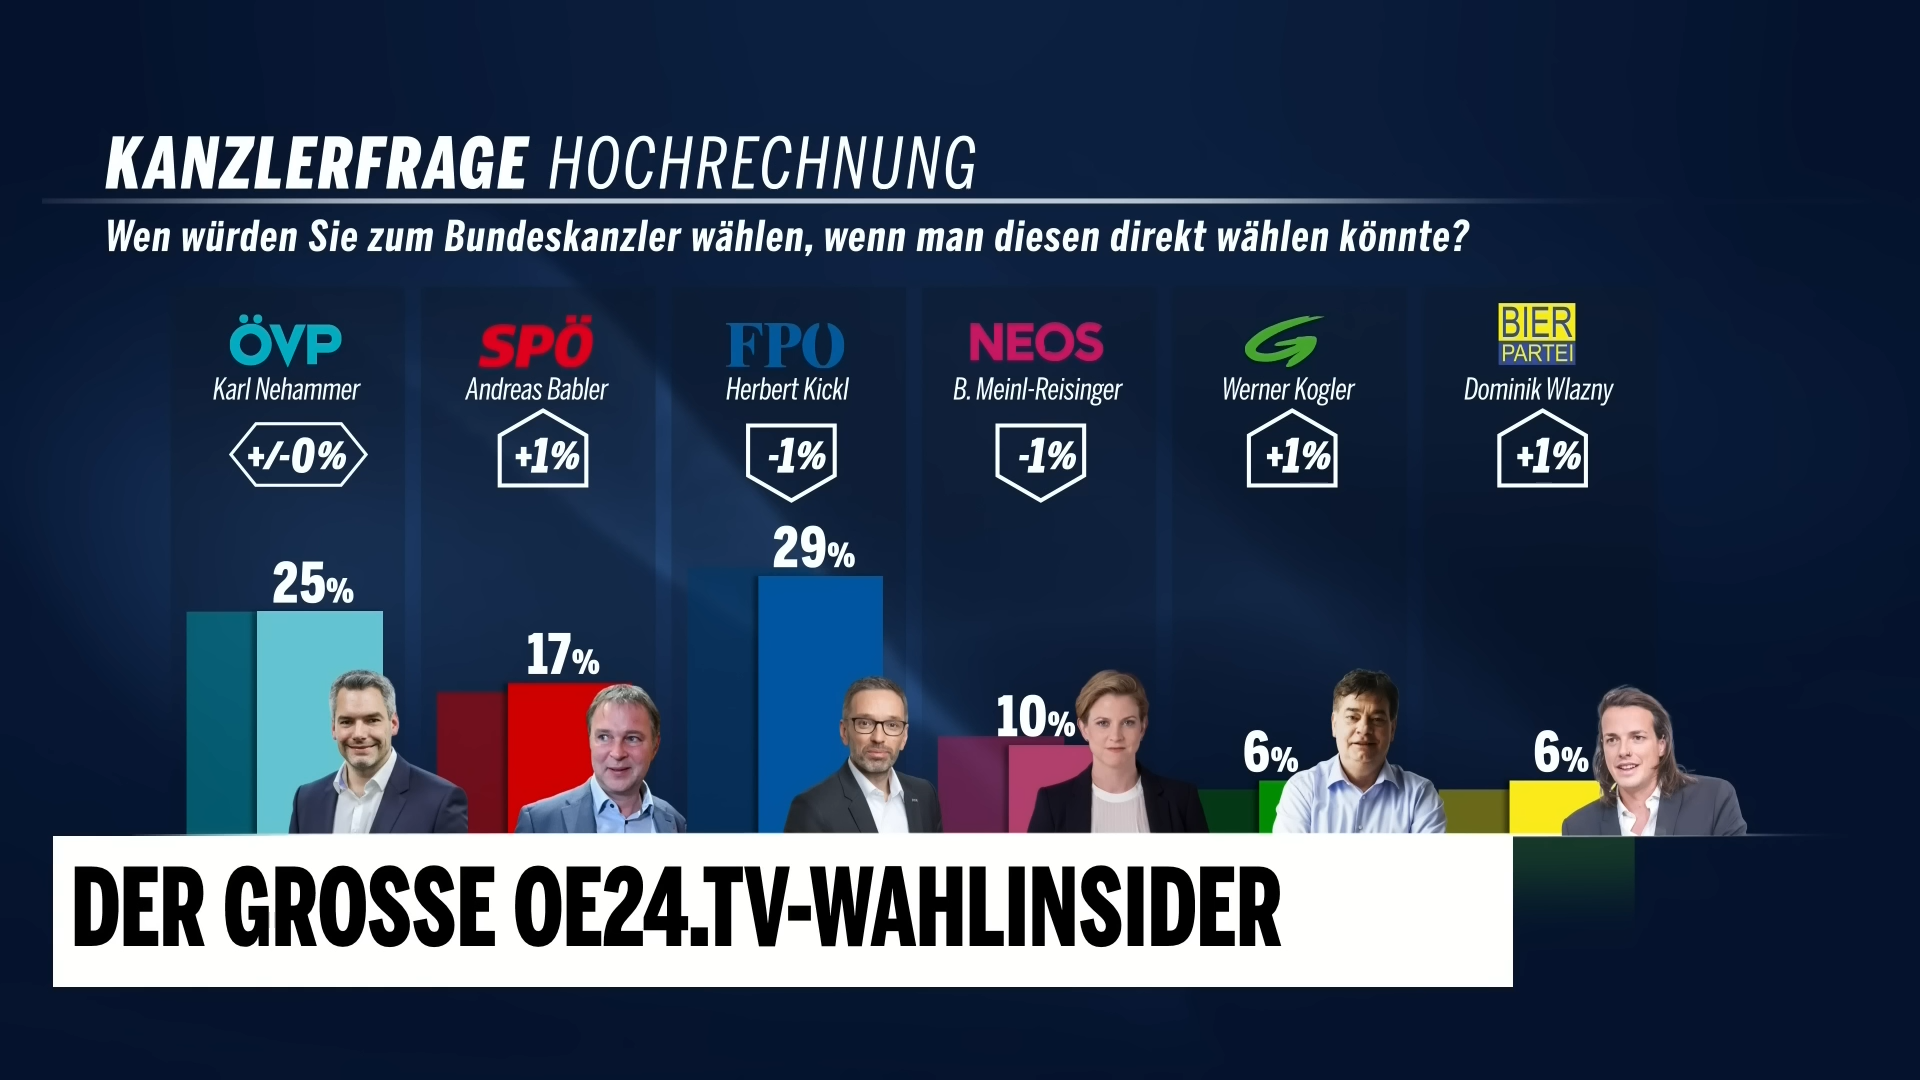 KANZLERFRAGE HOCHRECHNUNG
Wen würden Sie zum Bundeskanzler wählen, wenn man diesen direkt wählen könnte?
ÖVP
Karl Nehammer
+/-0%
25%
SPÖ
Andreas Babler
+1%
17%
FPÖ
Herbert Kickl
-1%
29%
NEOS
B. Meinl-Reisinger
-1%
10%
G
Werner Kogler
+1%
6%
BIER
PARTEI
Dominik Wlazny
+1%
6%
DER GROSSE OE24.TV-WAHLINSIDER